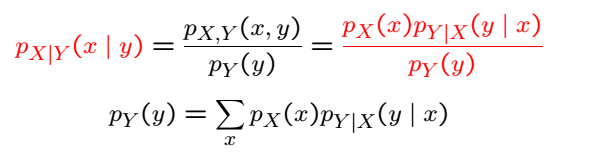 p_{X|Y}(x | y) = \frac{p_{X,Y}(x, y)}{p_Y(y)} = \frac{p_X(x)p_{Y|X}(y | x)}{p_Y(y)}
p_Y(y) = \sum_x p_X(x)p_{Y|X}(y | x)